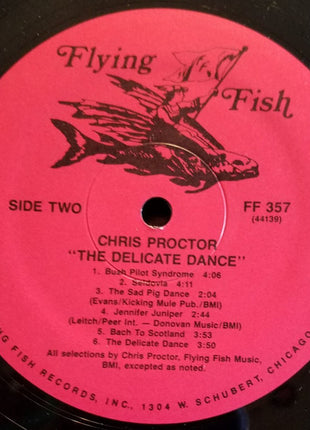 Flying
Fish
SIDE TWO
FF 357
(44139)
CHRIS PROCTOR
"THE DELICATE DANCE"
1. Bush Pilot Syndrome 4:06
2. Seldovia 4:11
3. The Sad Pig Dance 2:04
(Evans/Kicking Mule Pub./BMI)
4. Jennifer Juniper 2:44
(Leitch/Peer Int. — Donovan Music/BMI)
5. Bach To Scotland 3:53
6. The Delicate Dance 3:50
All selections by Chris Proctor, Flying Fish Music,
BMI, excepted as noted.
NG FISH RECORDS, INC., 1304 W. SCHUBERT, CHICAGO